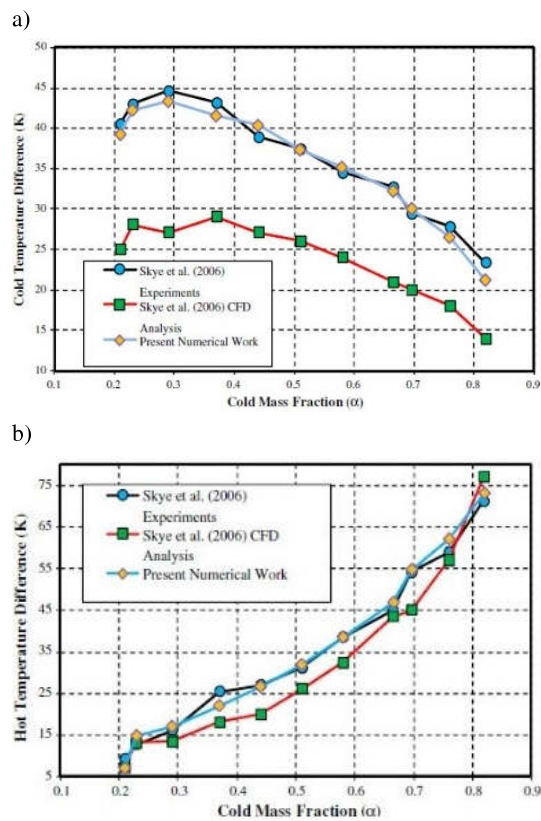 a)
50
45
40
35
30
25
20
15
10
Cold Temperature Difference (K)
Skye et al. (2006)
Experiments
Skye et al. (2006) CFD
Analysis
Present Numerical Work
0.1 0.2 0.3 0.4 0.5 0.6 0.7 0.8 0.9
Cold Mass Fraction (α)
b)
75
65
55
45
35
25
15
5
Hot Temperature Difference (K)
Skye et al. (2006)
Experiments
Skye et al. (2006) CFD
Analysis
Present Numerical Work
0.1 0.2 0.3 0.4 0.5 0.6 0.7 0.8 0.9
Cold Mass Fraction (α)